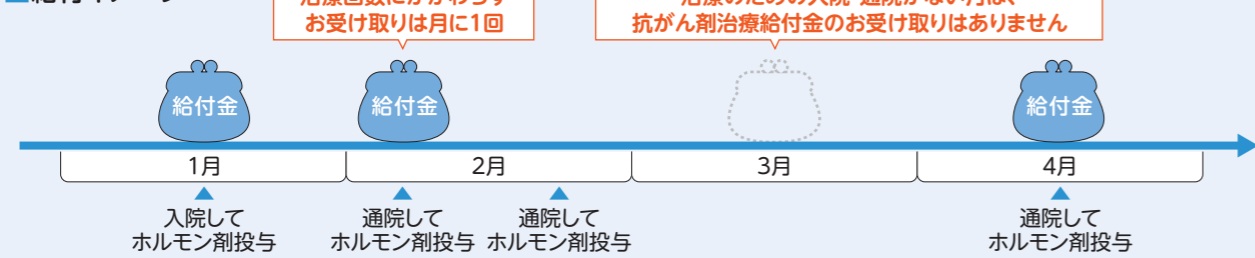 お受け取りは月に1回
抗がん剤治療給付金のお受け取りはありません
給付金
給付金
給付金
1月
2月
3月
4月
入院して
ホルモン剤投与
通院して
ホルモン剤投与
通院して
ホルモン剤投与
通院して
ホルモン剤投与